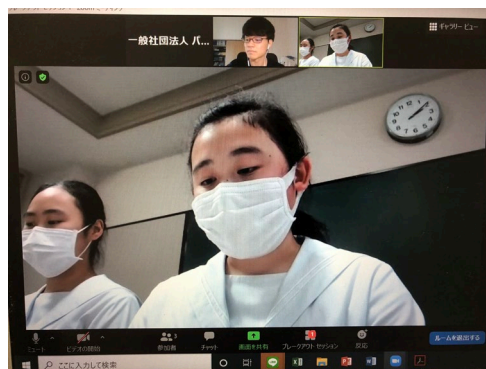 一般社団法人 パ...
ギャラリー ビュー
ミュート
ビデオの開始
参加者
チャット
画面を共有
ブレークアウト セッション
反応
ルームを退出する
ここに入力して検索